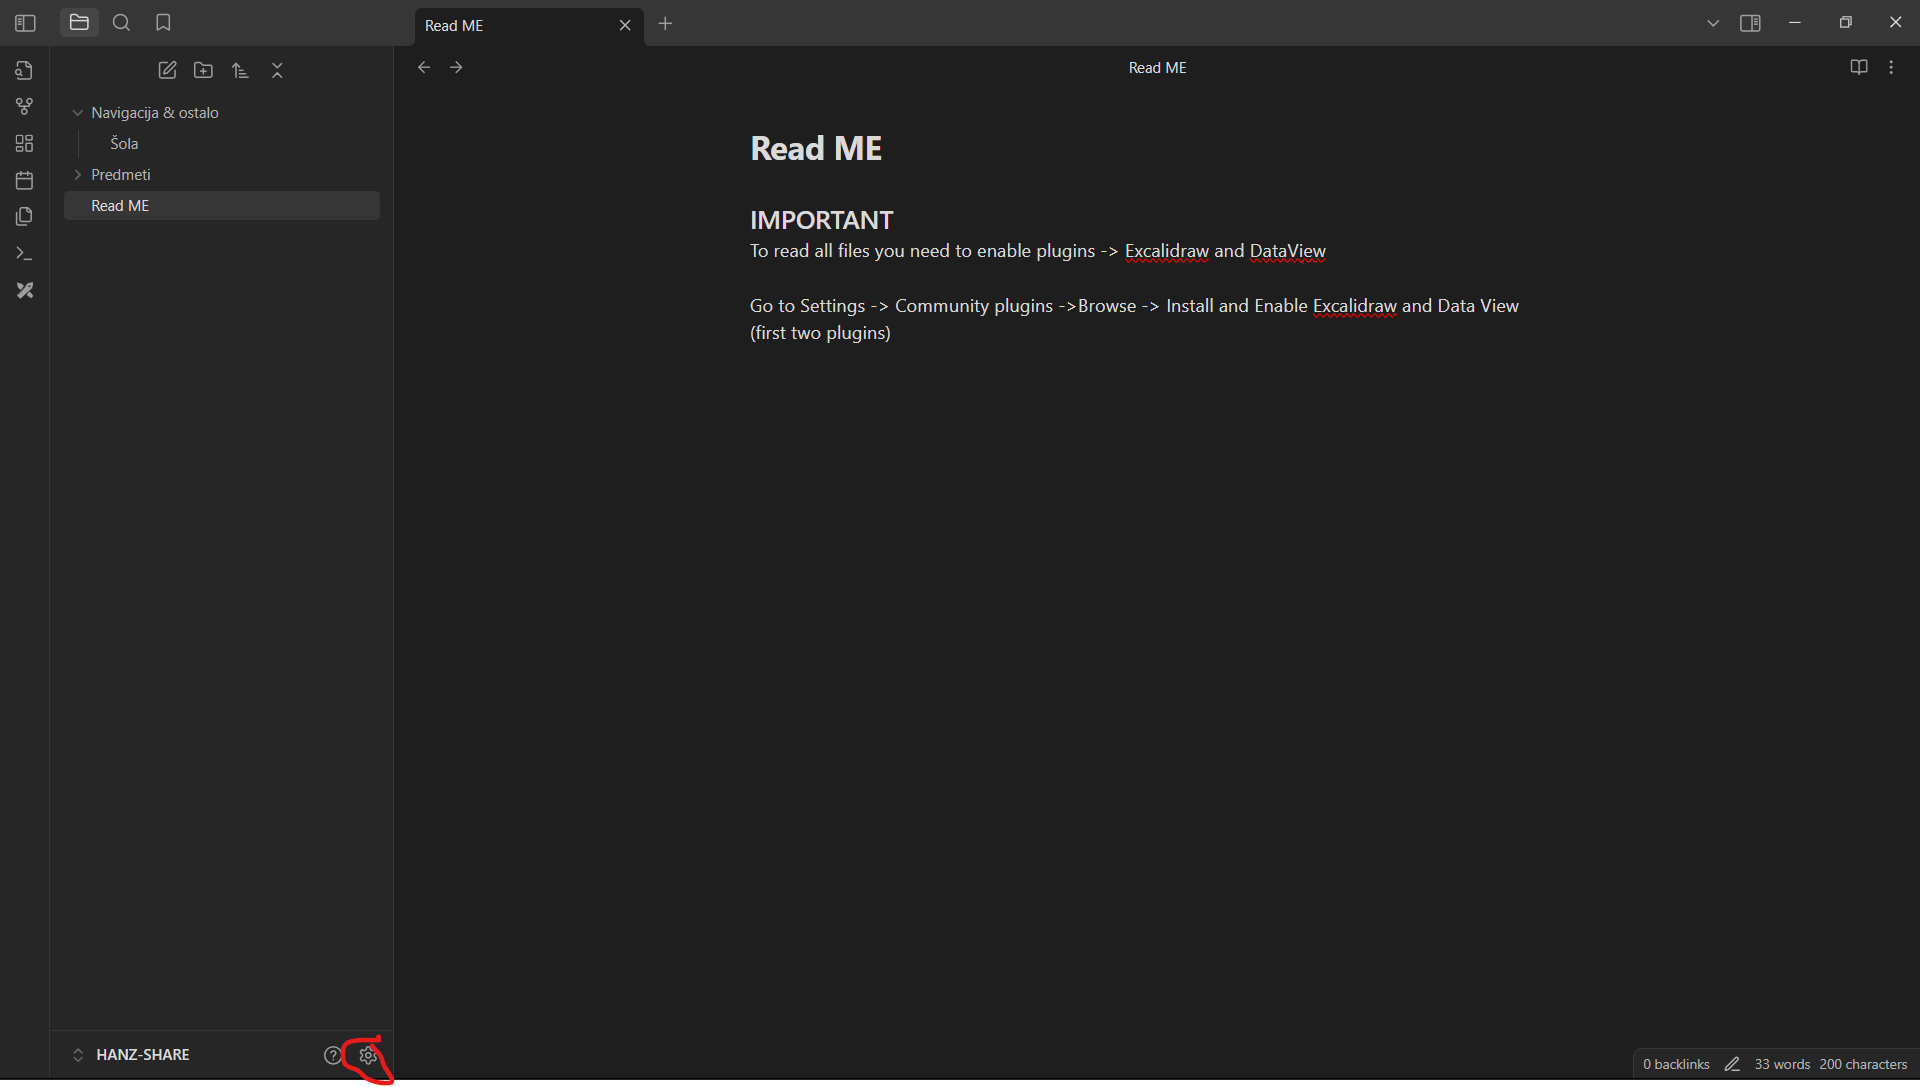 Read ME
Read ME
Navigacija & ostalo
Šola
Predmeti
Read ME
Read ME
IMPORTANT
To read all files you need to enable plugins -> Excalidraw and DataView
Go to Settings -> Community plugins ->Browse -> Install and Enable Excalidraw and Data View
(first two plugins)
HANZ-SHARE
0 backlinks 33 words 200 characters